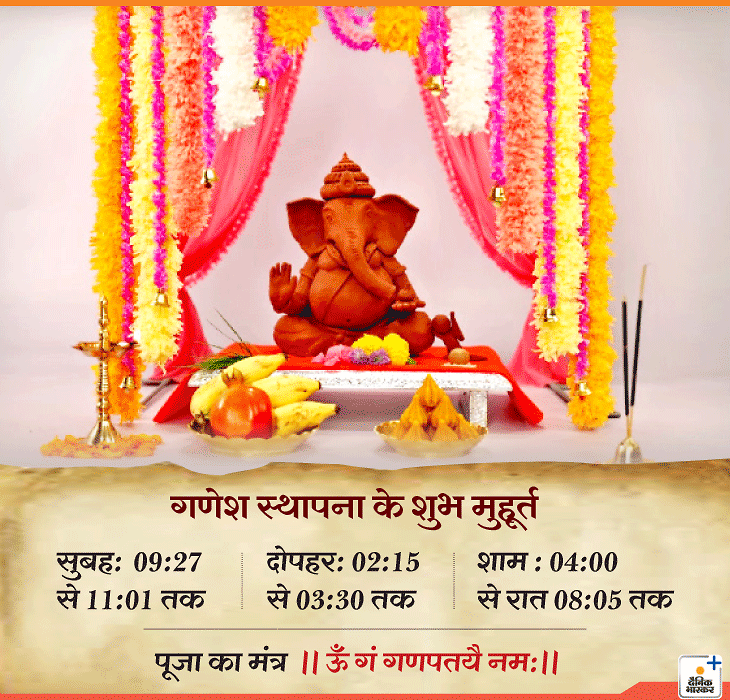 गणेश स्थापना के शुभ मुहूर्त
सुबह: 09:27
से 11:01 तक
दोपहर: 02:15
से 03:30 तक
शाम : 04:00
से रात 08:05 तक
पूजा का मंत्र || ॐ गं गणपतयै नम:||
दैनिक
भास्कर